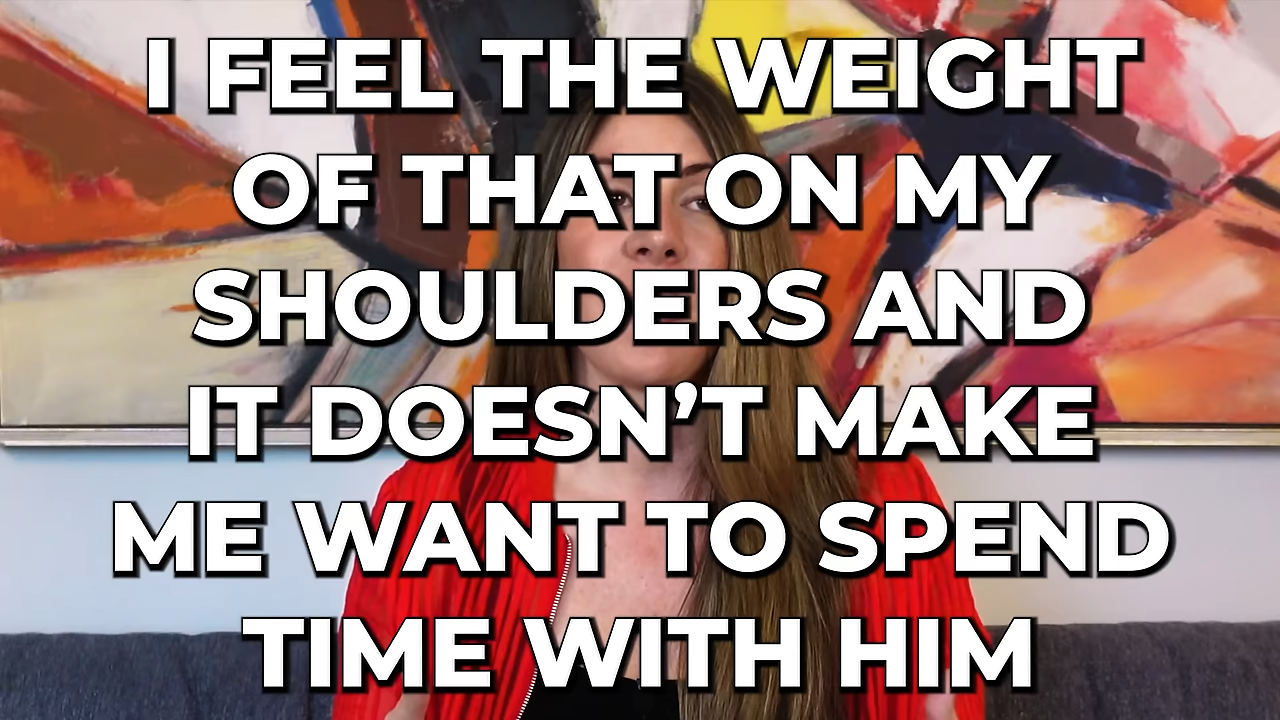 I FEEL THE WEIGHT
OF THAT ON MY
SHOULDERS AND
IT DOESN’T MAKE
ME WANT TO SPEND
TIME WITH HIM